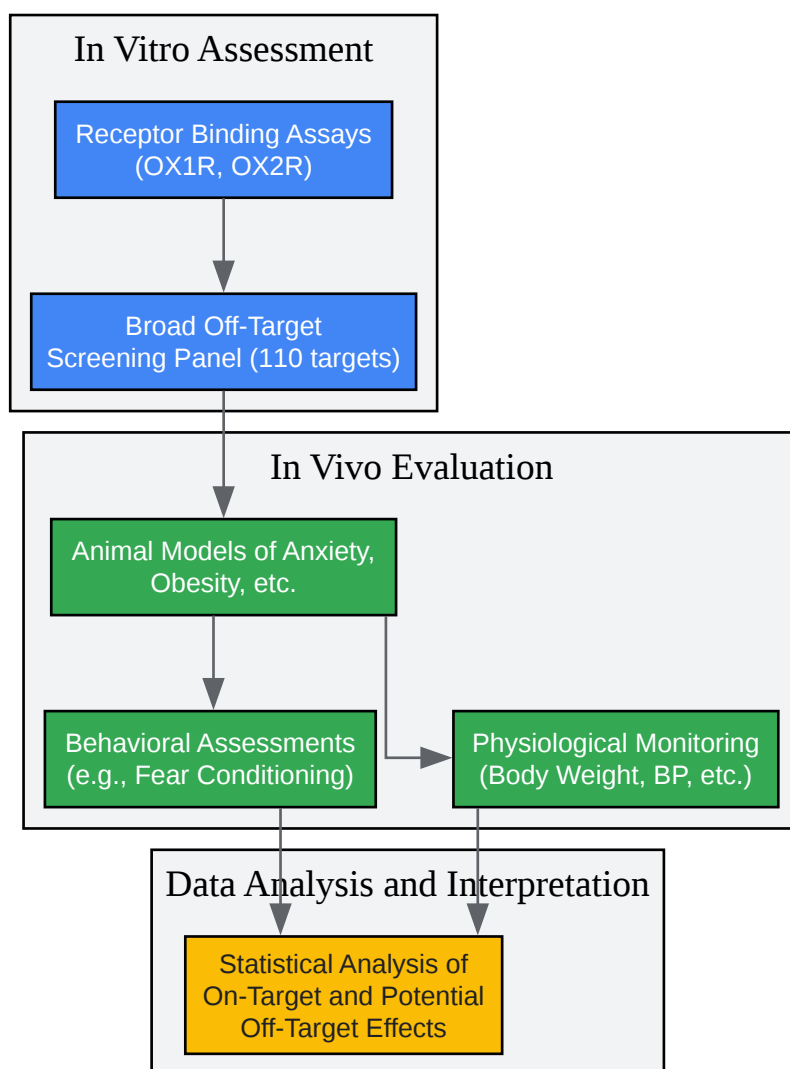 In Vitro Assessment
Receptor Binding Assays
(OX1R, OX2R)
Broad Off-Target
Screening Panel (110 targets)
In Vivo Evaluation
Animal Models of Anxiety,
Obesity, etc.
Behavioral Assessments
(e.g., Fear Conditioning)
Physiological Monitoring
(Body Weight, BP, etc.)
Data Analysis and Interpretation
Statistical Analysis of
On-Target and Potential
Off-Target Effects